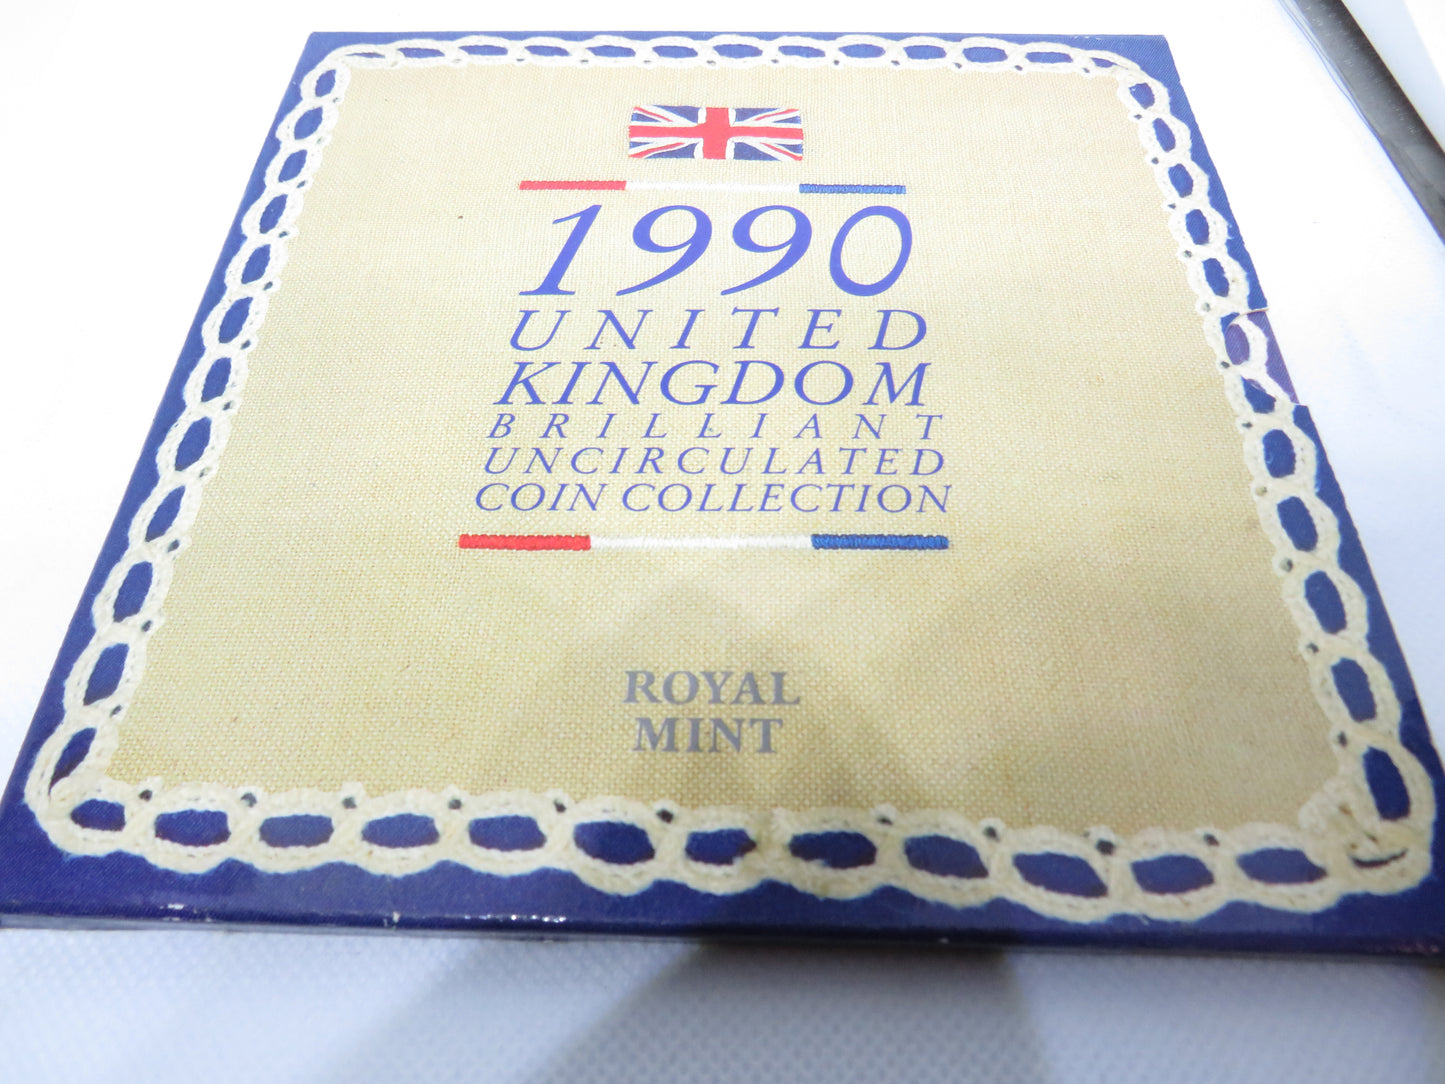 1990
UNITED
KINGDOM
BRILLIANT
UNCIRCULATED
COIN COLLECTION
ROYAL
MINT